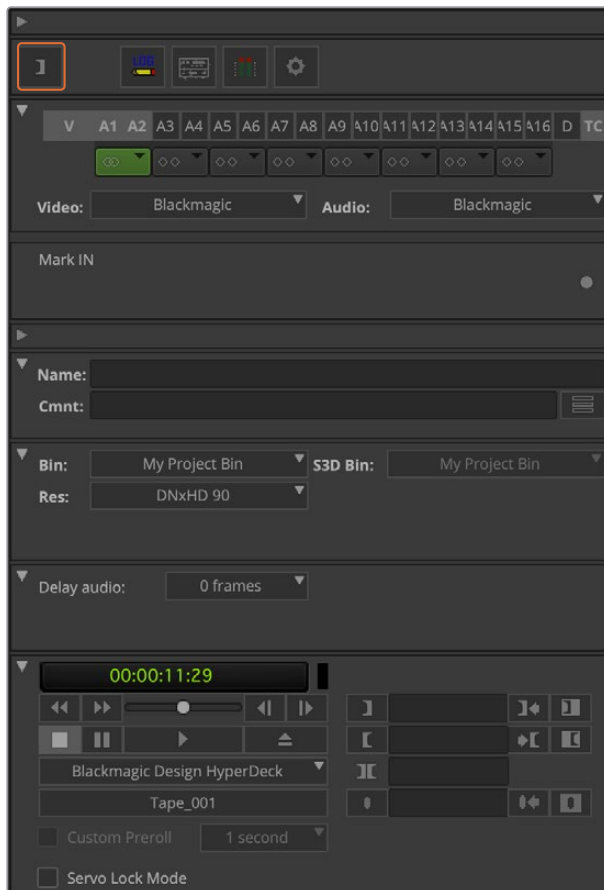 LOG
V A1 A2 A3 A4 A5 A6 A7 A8 A9 A10 A11 A12 A13 A14 A15 A16 D TC
Video: Blackmagic Audio: Blackmagic
Mark IN
Name:
Cmnt:
Bin: My Project Bin S3D Bin: My Project Bin
Res: DNxHD 90
Delay audio: 0 frames
00:00:11:29
Blackmagic Design HyperDeck
Tape_001
Custom Preroll 1 second
Servo Lock Mode